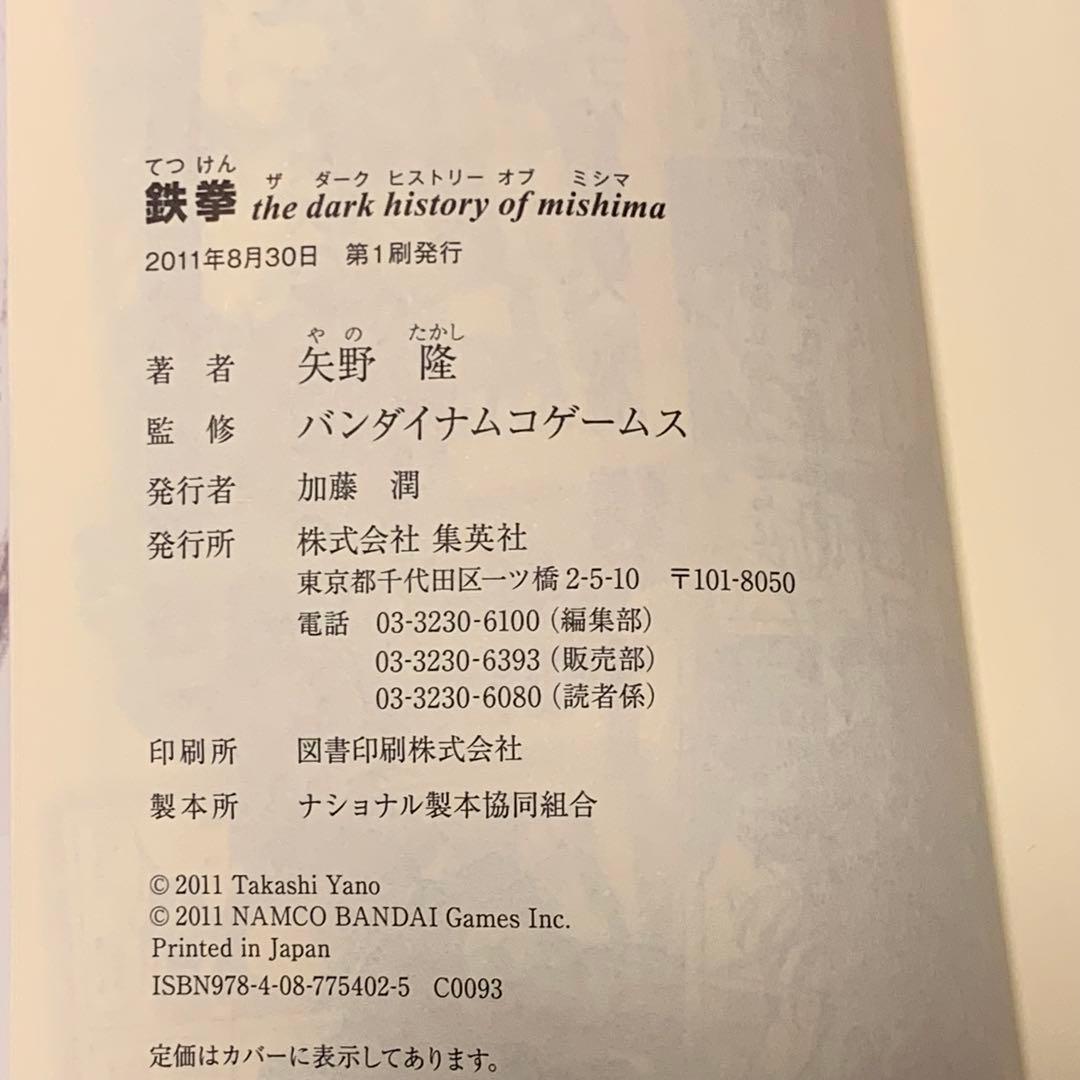 てつ けん ザ ダーク ヒストリー オブ ミシマ
鉄拳 the dark history of mishima
2011年8月30日 第1刷発行
やの たかし
著者 矢野 隆
監修 バンダイナムコゲームス
発行者 加藤 潤
発行所 株式会社 集英社
東京都千代田区一ツ橋2-5-10 〒101-8050
電話 03-3230-6100(編集部)
03-3230-6393(販売部)
03-3230-6080(読者係)
印刷所 図書印刷株式会社
製本所 ナショナル製本協同組合
© 2011 Takashi Yano
© 2011 NAMCO BANDAI Games Inc.
Printed in Japan
ISBN978-4-08-775402-5 C0093
定価はカバーに表示してあります。